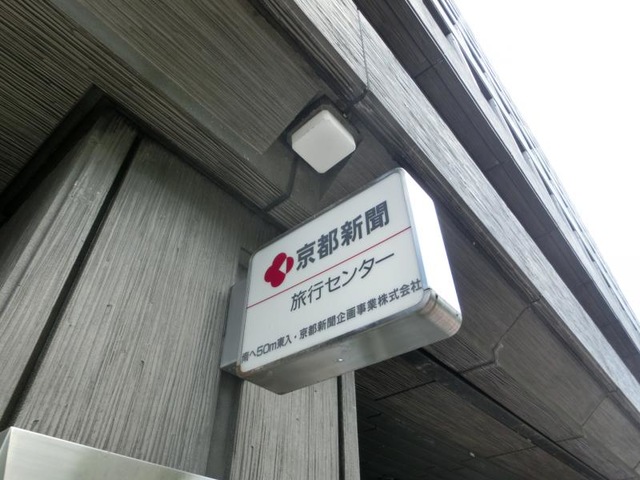 京都新聞
旅行センター
南へ50m東入・京都新聞企画事業株式会社